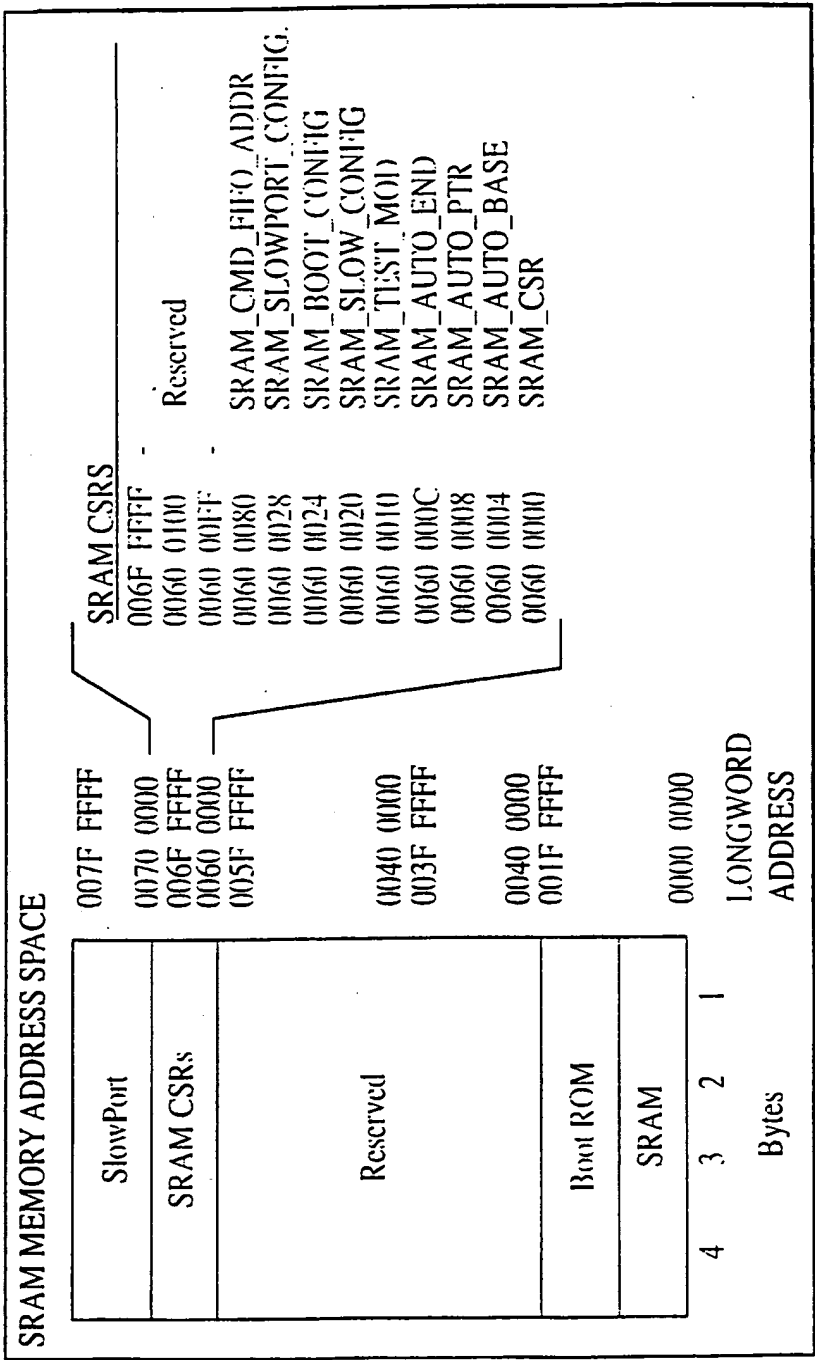 SRAM MEMORY ADDRESS SPACE
SlowPort
SRAM CSRs
Reserved
Boot ROM
SRAM
4 3 2 1
Bytes
007F FFFF
0070 0000
006F FFFF
0060 0000
005F FFFF
0040 0000
003F FFFF
0040 0000
001F FFFF
0000 0000
LONGWORD
ADDRESS
SRAM CSRS
006F FFFF -
0060 0100 Reserved
0060 00FF -
0060 0080 SRAM_CMD_FIFO_ADDR
0060 0028 SRAM_SLOWPORT_CONFIG.
0060 0024 SRAM_BOOT_CONFIG
0060 0020 SRAM_SLOW_CONFIG
0060 0010 SRAM_TEST_MOD
0060 000C SRAM_AUTO_END
0060 0008 SRAM_AUTO_PTR
0060 0004 SRAM_AUTO_BASE
0060 0000 SRAM_CSR